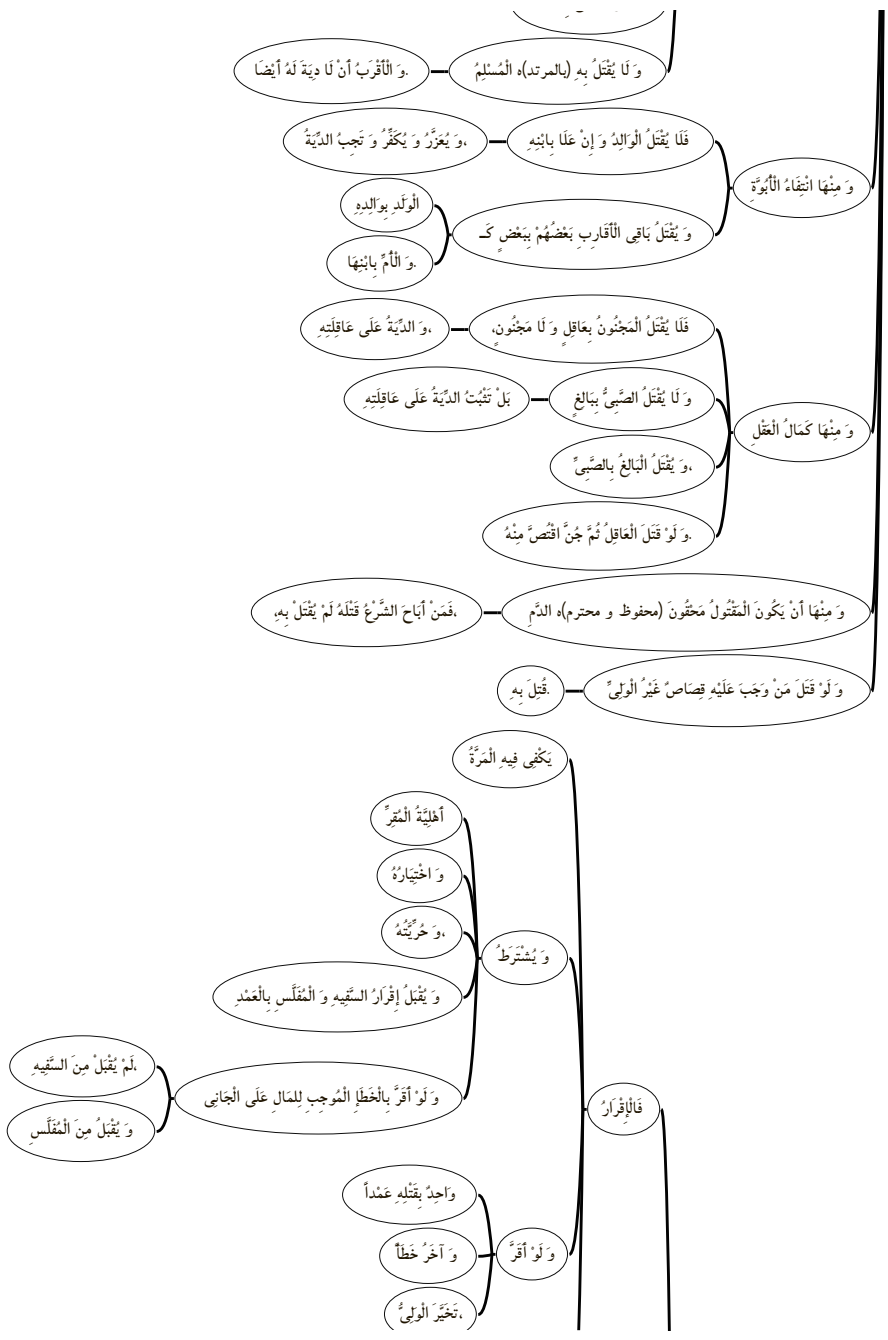 وَ لَا يُقْتَلُ بِهِ (بالمرتد)ه الْمُسْلِمُ
.وَ الْأَقْرَبُ أَنْ لَا دِيَةَ لَهُ أَيْضَا
وَ مِنْهَا انْتِفَاءُ الْأُبُوَّةِ
فَلَا يُقْتَلُ الْوَالِدُ وَ إِنْ عَلَا بِابْنِهِ
،وَ يُعَزَّرُ وَ يُكَفِّرُ وَ تَجِبُ الدِّيَةُ
وَ يُقْتَلُ بَاقِى الْأَقَارِبِ بَعْضُهُمْ بِبَعْضٍ كَـ
الْوَلَدِ بِوَالِدِهِ
.وَ الْأُمِّ بِابْنِهَا
وَ مِنْهَا كَمَالُ الْعَقْلِ
فَلَا يُقْتَلُ الْمَجْنُونُ بِعَاقِلٍ وَ لَا مَجْنُونٍ،
،وَ الدِّيَةُ عَلَى عَاقِلَتِهِ
وَ لَا يُقْتَلُ الصَّبِىُّ بِبَالِغٍ
بَلْ تَثْبُتُ الدِّيَةُ عَلَى عَاقِلَتِهِ
،وَ يُقْتَلُ الْبَالِغُ بِالصَّبِىِّ
.وَ لَوْ قَتَلَ الْعَاقِلُ ثُمَّ جُنَّ اقْتُصَّ مِنْهُ
وَ مِنْهَا أَنْ يَكُونَ الْمَقْتُولُ مَحْقُونَ (محفوظ و محترم)ه الدَّمِ
،فَمَنْ أَبَاحَ الشَّرْعُ قَتْلَهُ لَمْ يُقْتَلْ بِهِ،
وَ لَوْ قَتَلَ مَنْ وَجَبَ عَلَيْهِ قِصَاصٌ غَيْرُ الْوَلِىِّ
.قُتِلَ بِهِ
فَالْإِقْرَارُ
يَكْفِى فِيهِ الْمَرَّةُ
وَ يُشْتَرَطُ
أَهْلِيَّةُ الْمُقِرِّ
وَ اخْتِيَارُهُ
،وَ حُرِّيَّتُهُ
وَ يُقْبَلُ إِقْرَارُ السَّفِيهِ وَ الْمُفَلَّسِ بِالْعَمْدِ
وَ لَوْ أَقَرَّ بِالْخَطَإِ الْمُوجِبِ لِلمَالِ عَلَى الْجَانِى
،لَمْ يُقْبَلْ مِنَ السَّفِيهِ
وَ يُقْبَلُ مِنَ الْمُفَلَّسِ
وَ لَوْ أَقَرَّ
وَاحِدٌ بِقَتْلِهِ عَمْداً
وَ آخَرُ خَطَأً
،تَخَيَّرَ الْوَلِىُّ